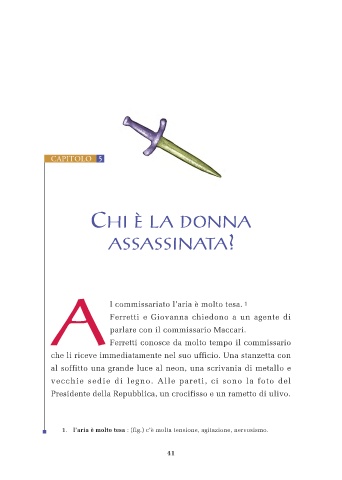 CAPITOLO 5
CHI È LA DONNA
ASSASSINATA?
Al commissariato l'aria è molto tesa. 1
Ferretti e Giovanna chiedono a un agente di
parlare con il commissario Maccari.
Ferretti conosce da molto tempo il commissario
che li riceve immediatamente nel suo ufficio. Una stanzetta con
al soffitto una grande luce al neon, una scrivania di metallo e
vecchie sedie di legno. Alle pareti, ci sono la foto del
Presidente della Repubblica, un crocifisso e un rametto di ulivo.
1. l'aria è molto tesa : (fig.) c'è molta tensione, agitazione, nervosismo.
41